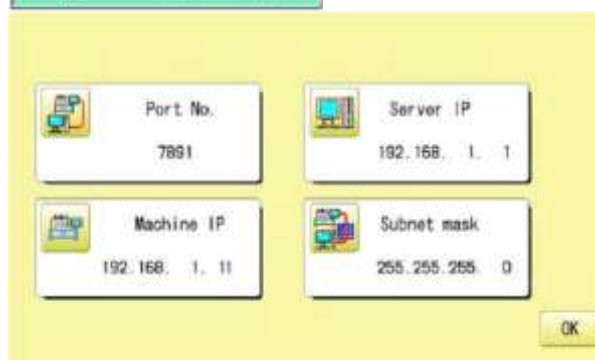 Port No.
7891
Server IP
192.168. 1. 1
Machine IP
192.168. 1. 11
Subnet mask
255.255.255. 0
OK